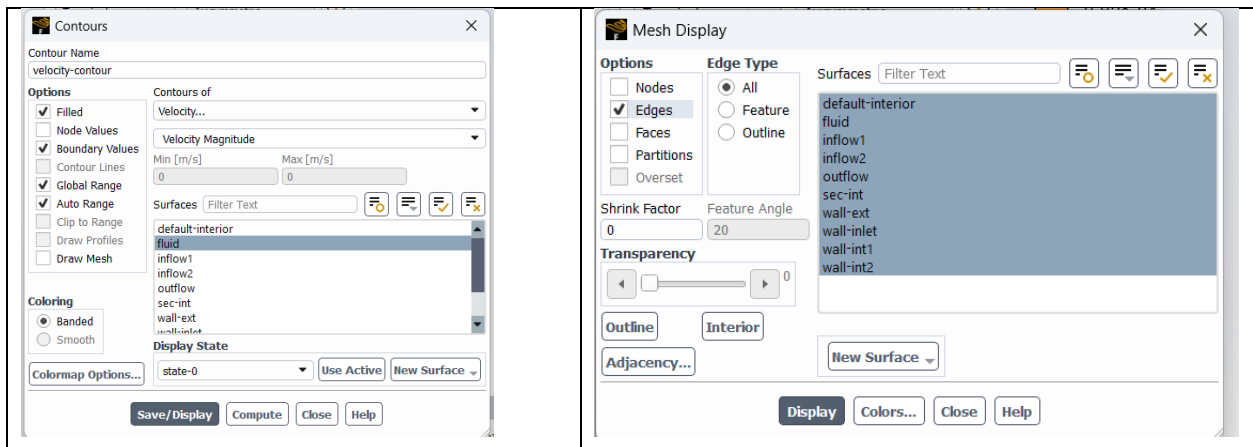 Contours
Contour Name
velocity-contour
Options
Filled
Node Values
Boundary Values
Contour Lines
Global Range
Auto Range
Clip to Range
Draw Profiles
Draw Mesh
Coloring
Banded
Smooth
Colormap Options...
Contours of
Velocity...
Velocity Magnitude
Min [m/s] Max [m/s]
0 0
Surfaces Filter Text
default-interior
fluid
inflow1
inflow2
outflow
sec-int
wall-ext
wall-inlet
Display State
state-0 Use Active New Surface
Save/Display Compute Close Help
Mesh Display
Options
Nodes
Edges
Faces
Partitions
Overset
Edge Type
All
Feature
Outline
Shrink Factor Feature Angle
0 20
Transparency
0
Outline Interior
Adjacency...
Surfaces Filter Text
default-interior
fluid
inflow1
inflow2
outflow
sec-int
wall-ext
wall-inlet
wall-int1
wall-int2
New Surface
Display Colors... Close Help